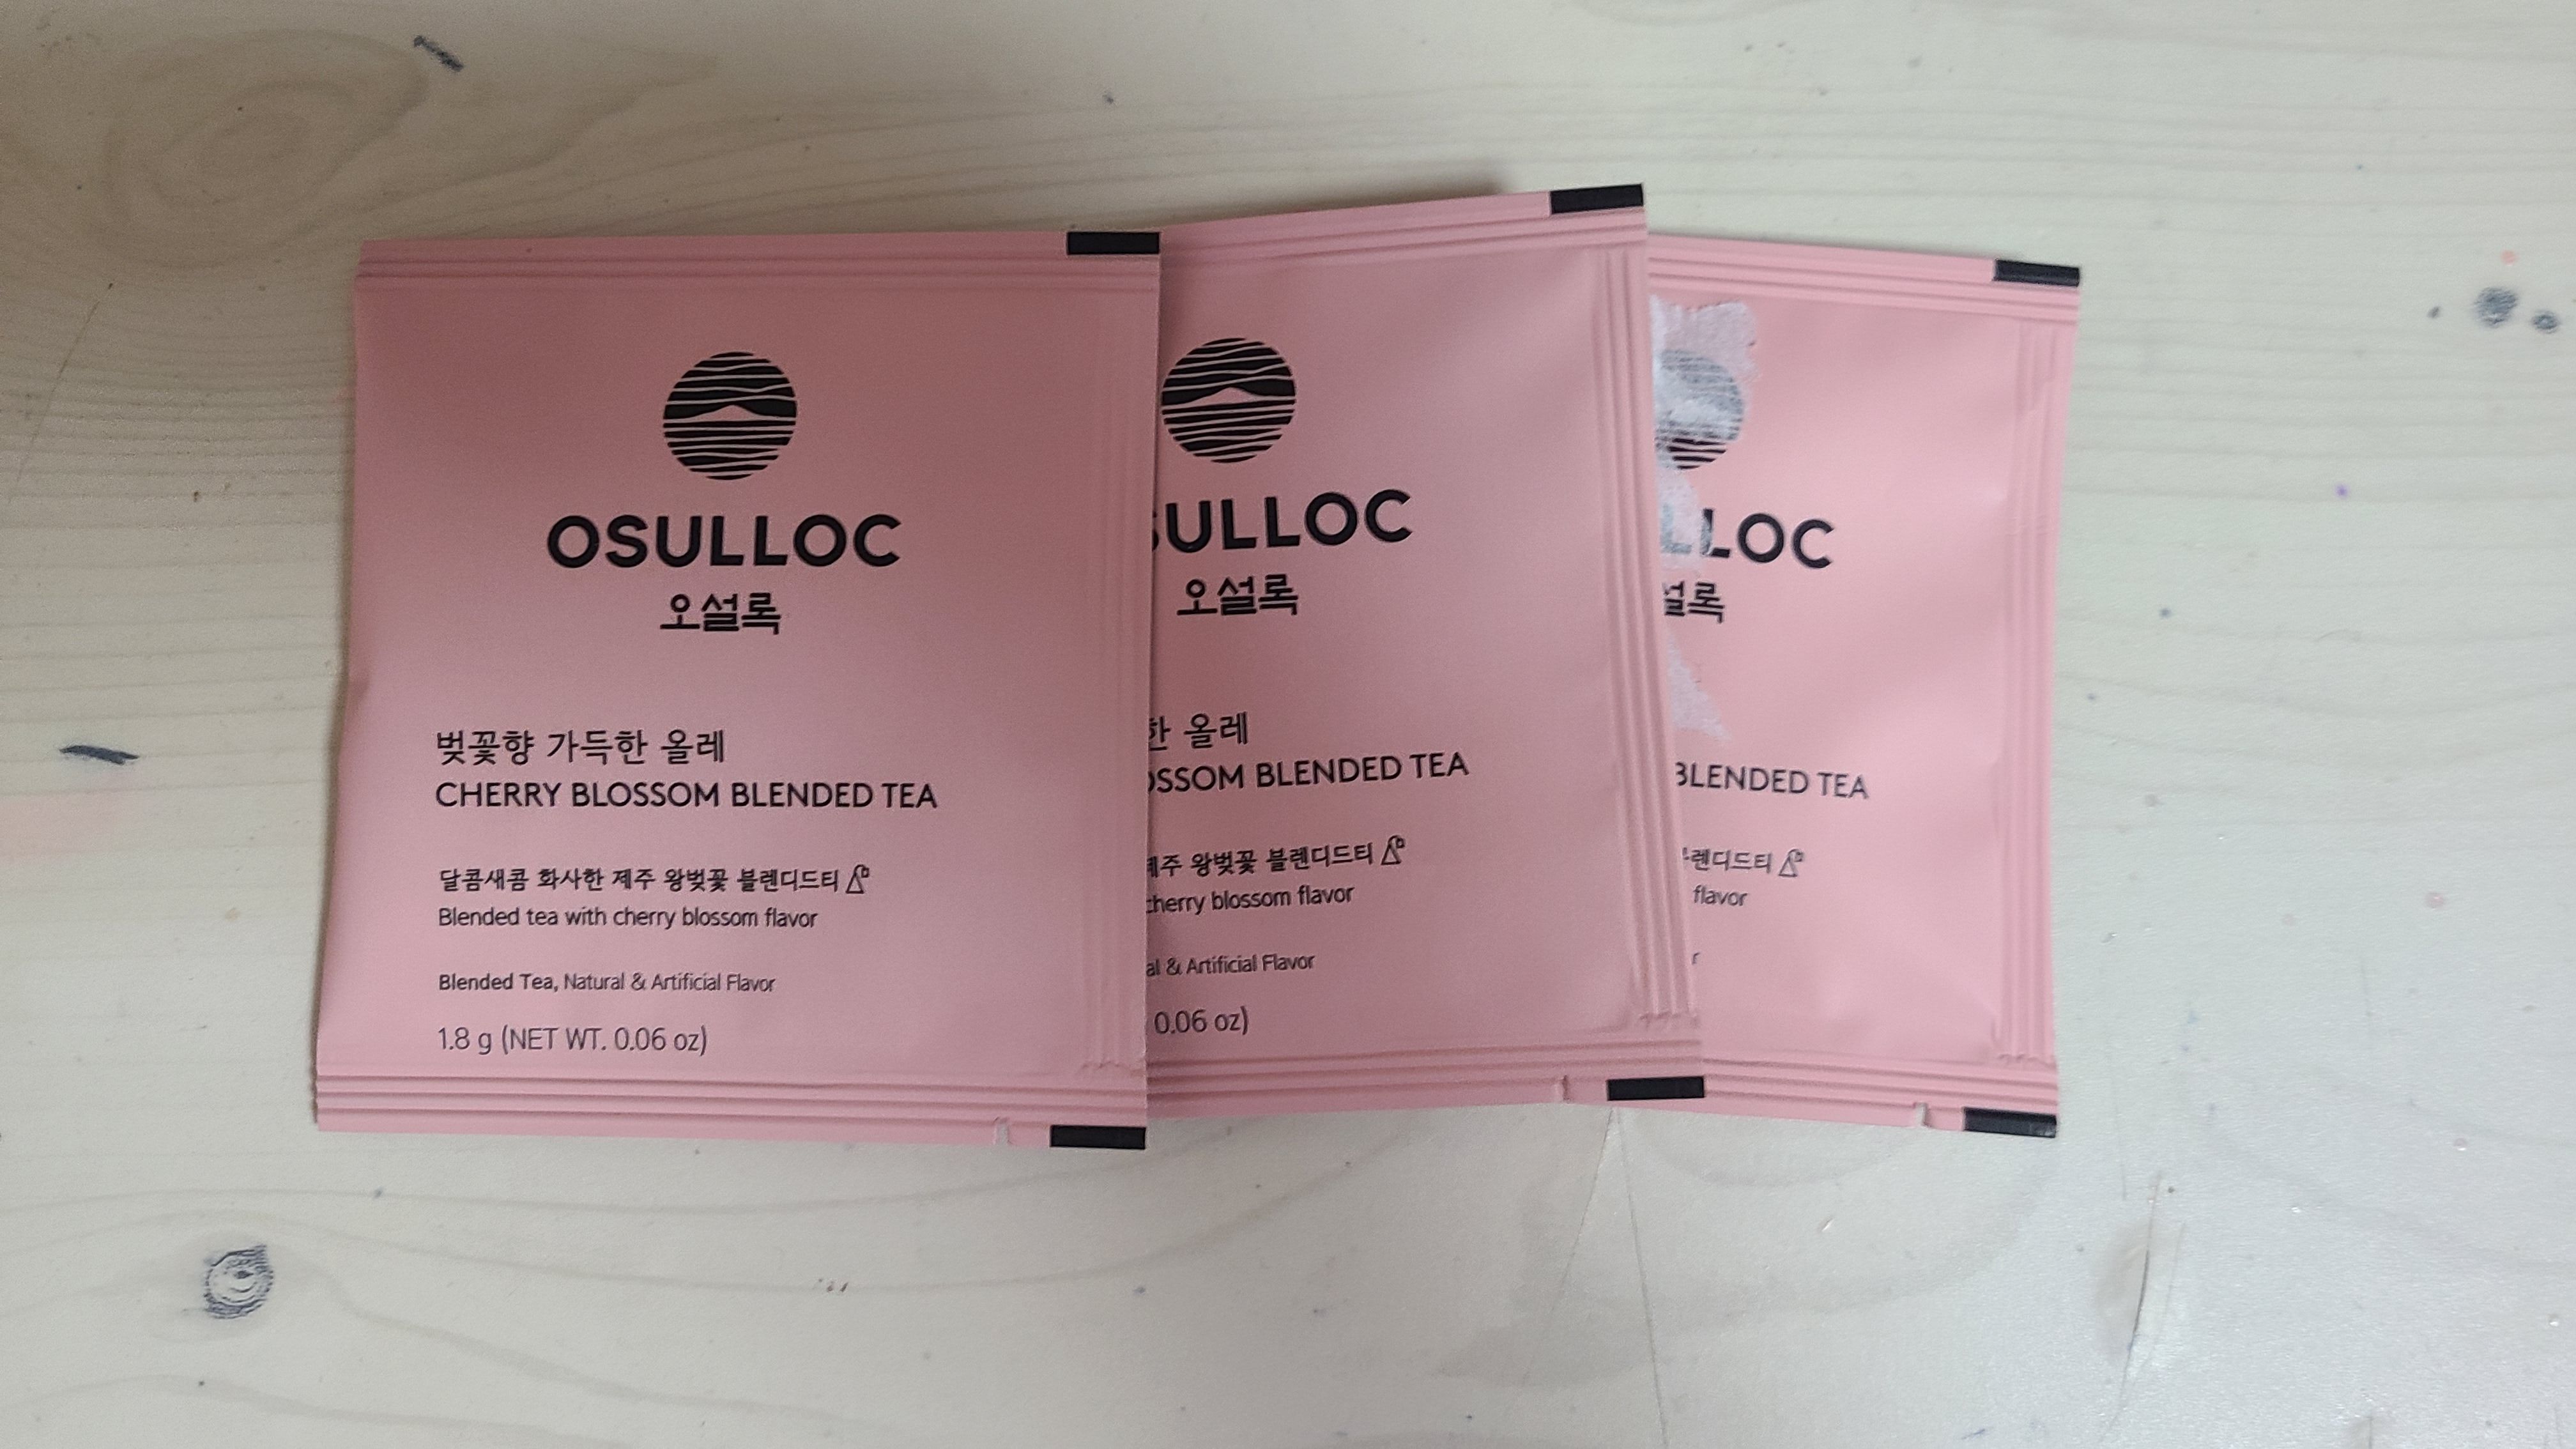 OSULLOC
오설록
벚꽃향 가득한 올레
CHERRY BLOSSOM BLENDED TEA
달콤새콤 화사한 제주 왕벚꽃 블렌디드티
Blended tea with cherry blossom flavor
Blended Tea, Natural & Artificial Flavor
1.8 g (NET WT. 0.06 oz)
SULLOC
오설록
한 올레
OSSOM BLENDED TEA
제주 왕벚꽃 블렌디드티
cherry blossom flavor
al & Artificial Flavor
0.06 oz)
LLOC
설록
BLENDED TEA
렌디드티
flavor
r